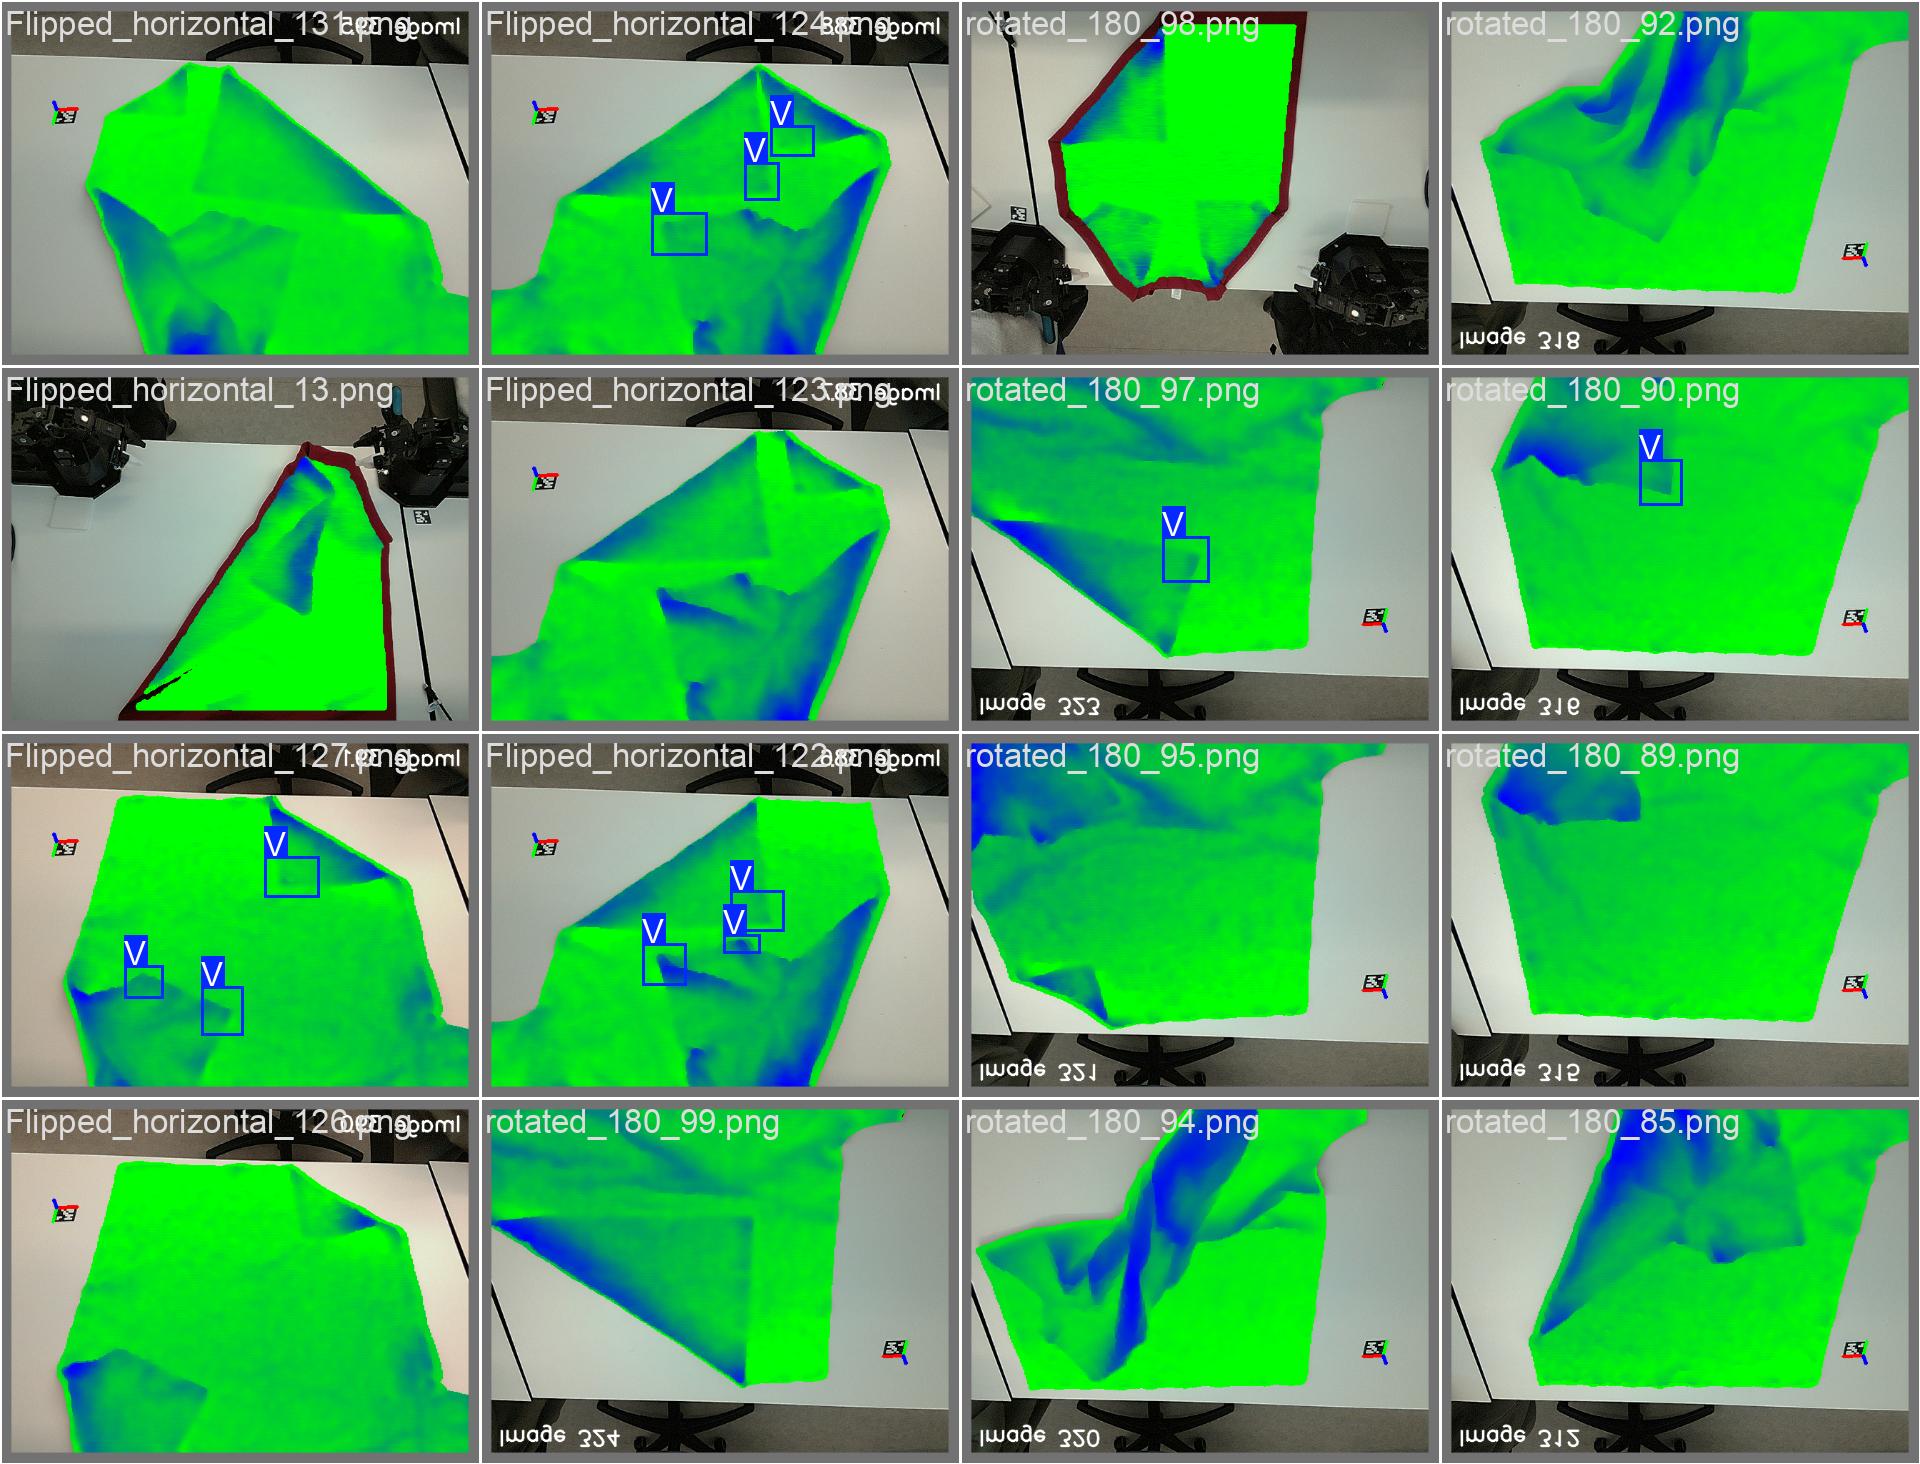 Flipped_horizontal_131.png
Flipped_horizontal_124.png
V
V
V
rotated_180_98.png
rotated_180_92.png
Image 318
Flipped_horizontal_13.png
Flipped_horizontal_123.png
rotated_180_97.png
V
Image 323
rotated_180_90.png
V
Image 316
Flipped_horizontal_127.png
V
V
V
Flipped_horizontal_122.png
V
V
V
rotated_180_95.png
Image 321
rotated_180_89.png
Image 315
Flipped_horizontal_126.png
rotated_180_99.png
Image 324
rotated_180_94.png
Image 320
rotated_180_85.png
Image 312